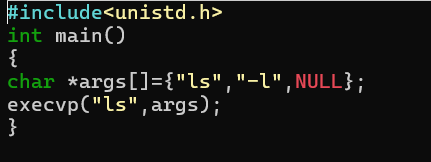 #include<unistd.h>
int main()
{
char *args[]={"ls","-l",NULL};
execvp("ls",args);
}